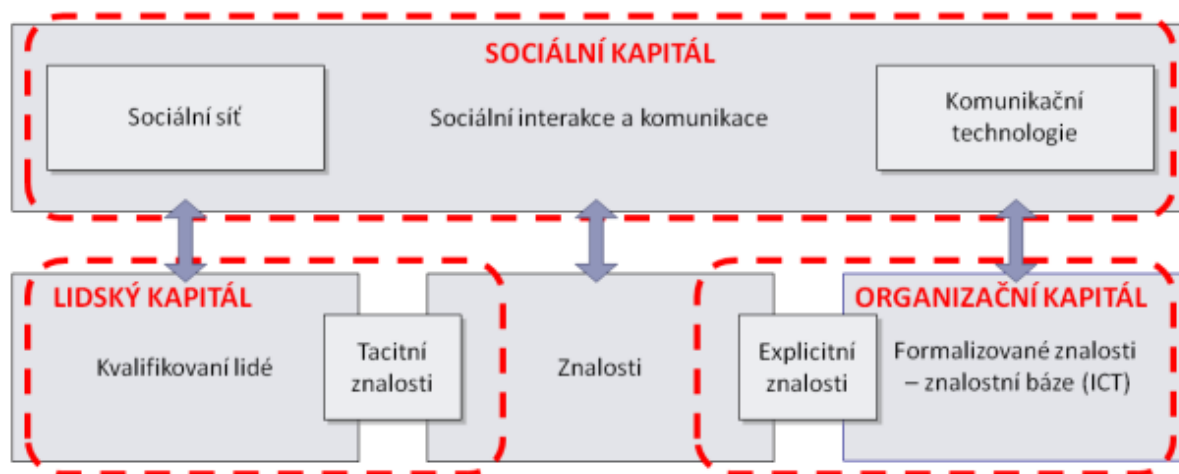 SOCIÁLNÍ KAPITÁL
Sociální síť
Sociální interakce a komunikace
Komunikační
technologie
LIDSKÝ KAPITÁL
Kvalifikovaní lidé
Tacitní
znalosti
Znalosti
Explicitní
znalosti
ORGANIZAČNÍ KAPITÁL
Formalizované znalosti
– znalostní báze (ICT)